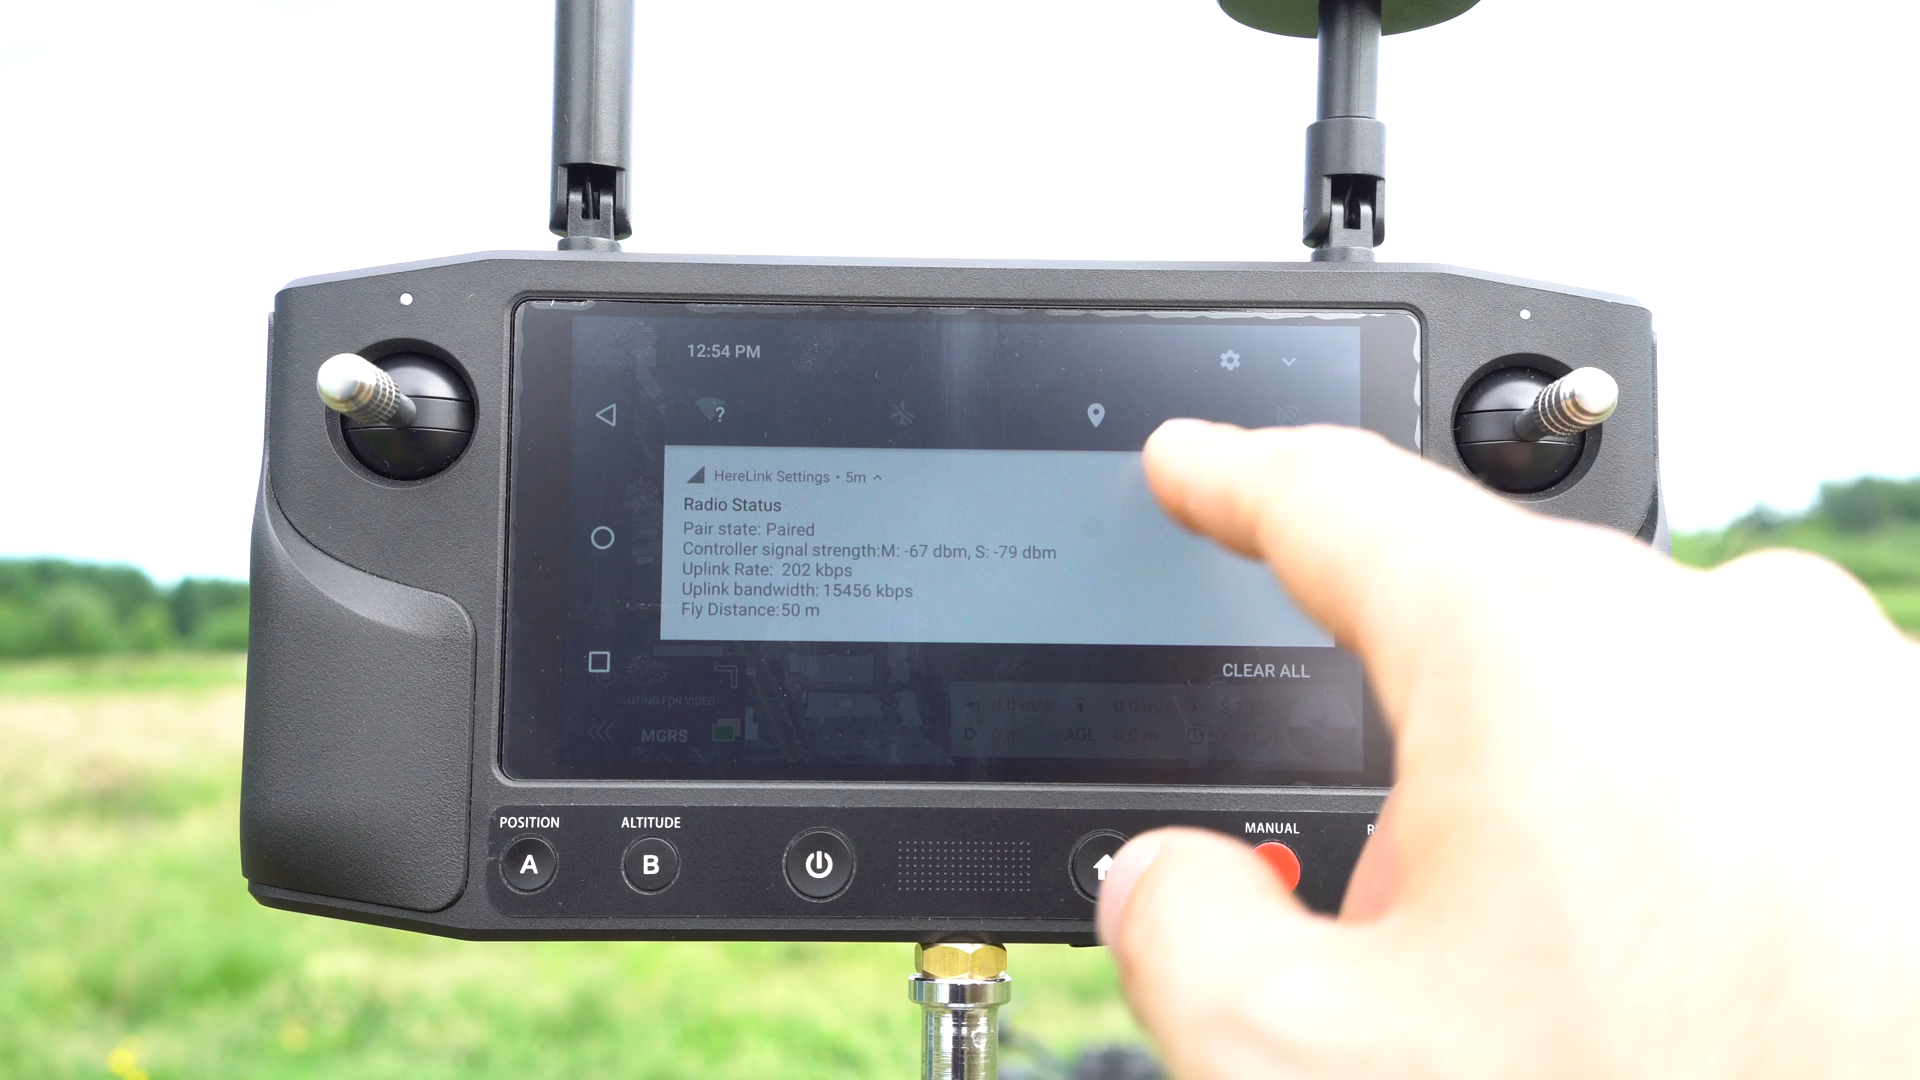 12:54 PM
?
HereLink Settings • 5m
Radio Status
Pair state: Paired
Controller signal strength:M: -67 dbm, S: -79 dbm
Uplink Rate: 202 kbps
Uplink bandwidth: 15456 kbps
Fly Distance:50 m
CLEAR ALL
WAITING FOR VIDEO
0.0 m/s 0.0 m/s
MGRS
AGL -0.0 m
POSITION ALTITUDE MANUAL
A B